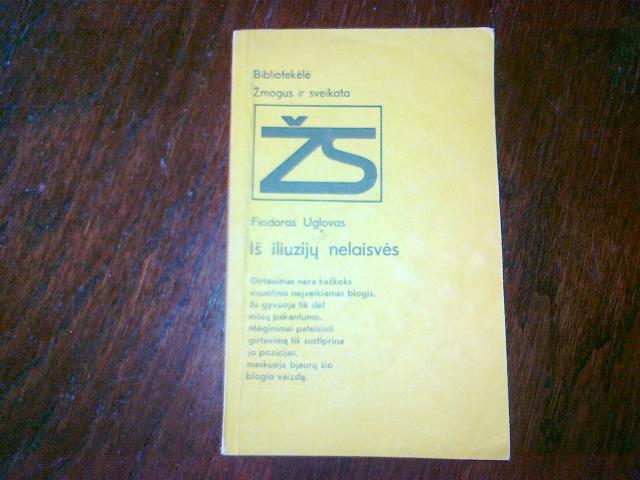 Bibliotekėlė
Žmogus ir sveikata
ŽS
Fiodoras Uglovas
Iš iliuzijų nelaisvės
Girtavimas nėra kažkoks
visuotinis neįveikiamas blogis.
Jis gyvuoja tik dėl
mūsų pakantumo.
Mėginimai pateisinti
girtavimą tik sustiprina
jo pozicijas,
maskuoja bjaurų šio
blogio vaizdą.